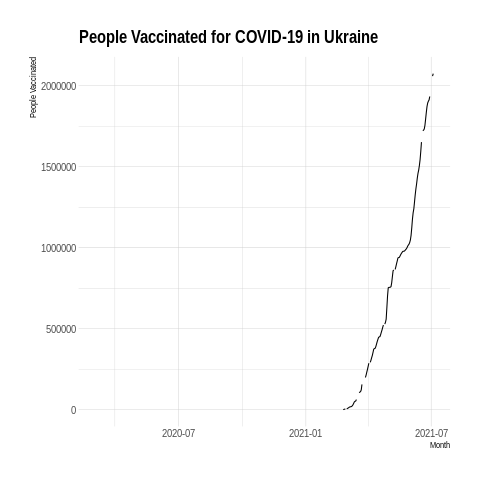 People Vaccinated for COVID-19 in Ukraine
People Vaccinated
2000000
1500000
1000000
500000
0
2020-07
2021-01
2021-07
Month